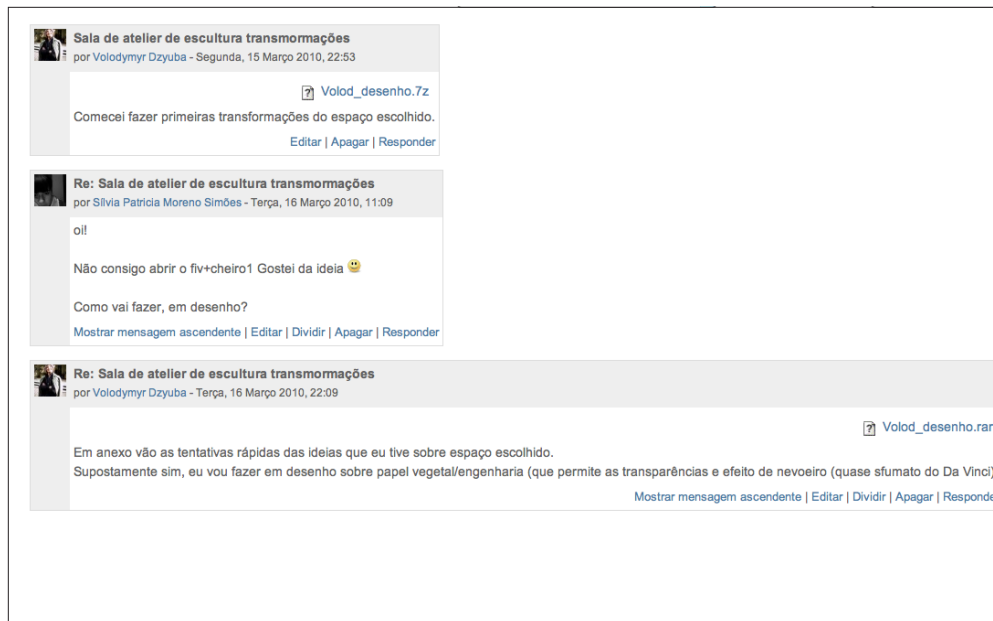 Sala de atelier de escultura transmormações
por Volodymyr Dzyuba - Segunda, 15 Março 2010, 22:53
Volod_desenho.7z
Comecei fazer primeiras transformações do espaço escolhido.
Editar | Apagar | Responder
Re: Sala de atelier de escultura transmormações
por Sílvia Patricia Moreno Simões - Terça, 16 Março 2010, 11:09
oi!
Não consigo abrir o fiv+cheiro1 Gostei da ideia
Como vai fazer, em desenho?
Mostrar mensagem ascendente | Editar | Dividir | Apagar | Responder
Re: Sala de atelier de escultura transmormações
por Volodymyr Dzyuba - Terça, 16 Março 2010, 22:09
Volod_desenho.rar
Em anexo vão as tentativas rápidas das ideias que eu tive sobre espaço escolhido.
Supostamente sim, eu vou fazer em desenho sobre papel vegetal/engenharia (que permite as transparências e efeito de nevoeiro (quase sfumato do Da Vinci)
Mostrar mensagem ascendente | Editar | Dividir | Apagar | Responde